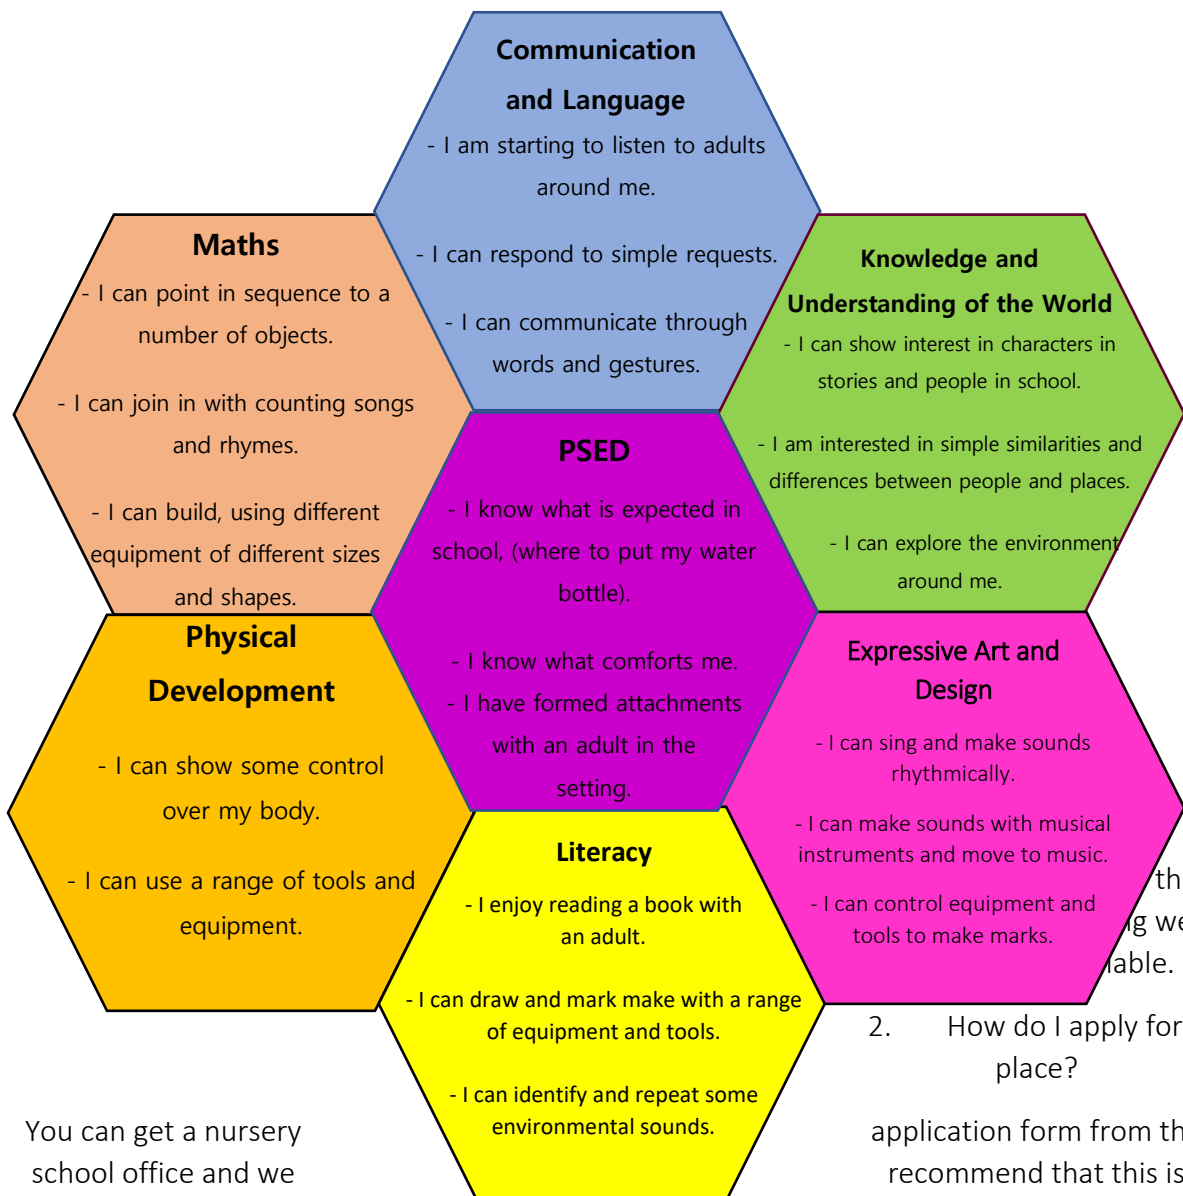 Communication
and Language
- I am starting to listen to adults
around me.
- I can respond to simple requests.
- I can communicate through
words and gestures.
Maths
- I can point in sequence to a
number of objects.
- I can join in with counting songs
and rhymes.
- I can build, using different
equipment of different sizes
and shapes.
Knowledge and
Understanding of the World
- I can show interest in characters in
stories and people in school.
- I am interested in simple similarities and
differences between people and places.
- I can explore the environment
around me.
PSED
- I know what is expected in
school, (where to put my water
bottle).
- I know what comforts me.
- I have formed attachments
with an adult in the
setting.
Physical
Development
- I can show some control
over my body.
- I can use a range of tools and
equipment.
Expressive Art and
Design
- I can sing and make sounds
rhythmically.
- I can make sounds with musical
instruments and move to music.
- I can control equipment and
tools to make marks.
Literacy
- I enjoy reading a book with
an adult.
- I can draw and mark make with a range
of equipment and tools.
- I can identify and repeat some
environmental sounds.
2. How do I apply for
place?
You can get a nursery application form from
school office and we recommend that this is